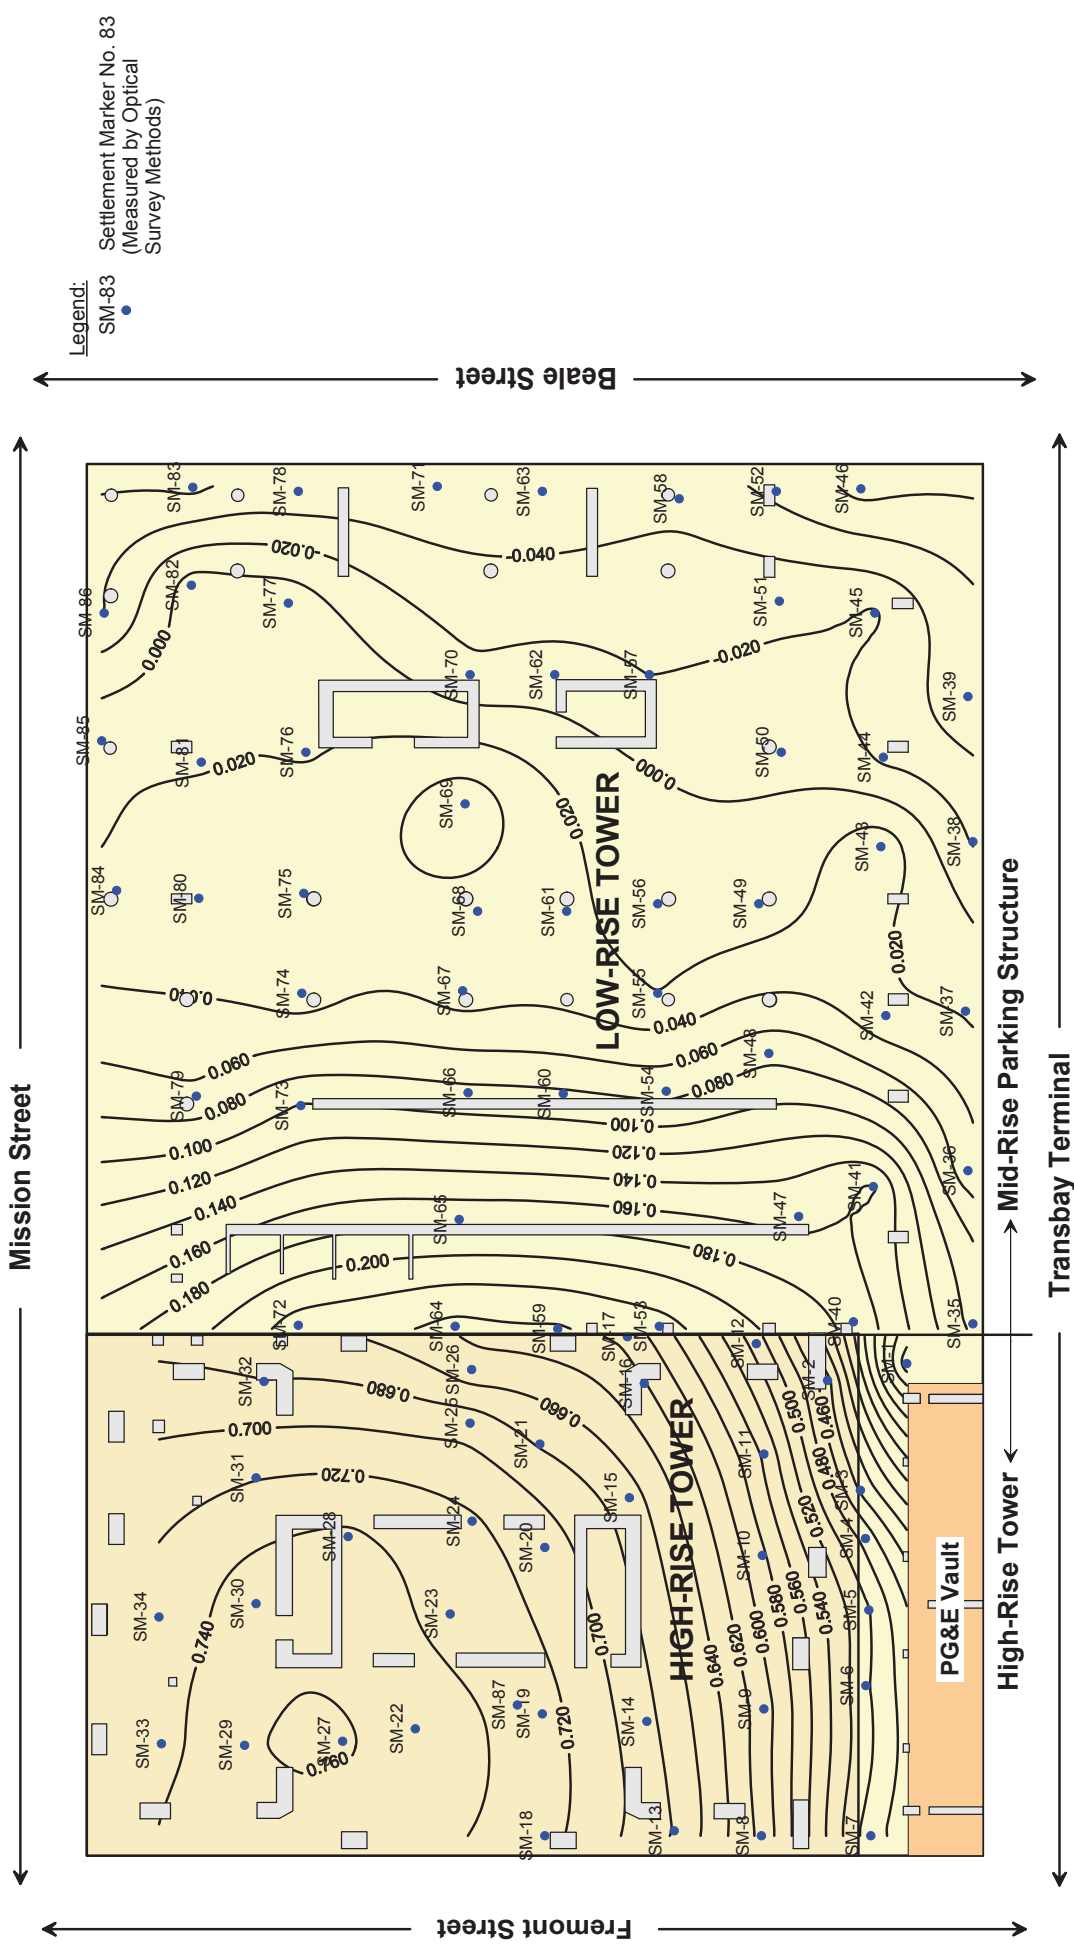 Mission Street
Legend:
SM-83
Settlement Marker No. 83
(Measured by Optical
Survey Methods)
Beale Street
Fremont Street
Transbay Terminal
High-Rise Tower
Mid-Rise Parking Structure
HIGH-RISE TOWER
LOW-RISE TOWER
PG&E Vault
SM-33
SM-34
SM-29
SM-30
SM-31
SM-32
SM-27
SM-28
SM-22
SM-23
SM-24
SM-25
SM-26
SM-87
SM-18
SM-19
SM-20
SM-21
SM-13
SM-14
SM-15
SM-16
SM-17
SM-8
SM-9
SM-10
SM-11
SM-12
SM-7
SM-6
SM-5
SM-4
SM-3
SM-2
SM-1
0.760
0.740
0.720
0.720
0.700
0.700
0.680
0.660
0.640
0.620
0.600
0.580
0.560
0.540
0.520
0.500
0.480
0.460
SM-86
SM-85
SM-84
SM-83
SM-82
SM-81
SM-80
SM-79
SM-78
SM-77
SM-76
SM-75
SM-74
SM-73
SM-72
SM-71
SM-70
SM-69
SM-68
SM-67
SM-66
SM-65
SM-64
SM-63
SM-62
SM-61
SM-60
SM-59
SM-58
SM-57
SM-56
SM-55
SM-54
SM-53
SM-52
SM-51
SM-50
SM-49
SM-48
SM-47
SM-46
SM-45
SM-44
SM-43
SM-42
SM-41
SM-40
SM-39
SM-38
SM-37
SM-36
SM-35
0.200
0.180
0.180
0.160
0.160
0.140
0.140
0.120
0.120
0.100
0.100
0.080
0.080
0.060
0.060
0.040
0.040
0.020
0.020
0.020
0.000
0.000
-0.020
-0.020
-0.040